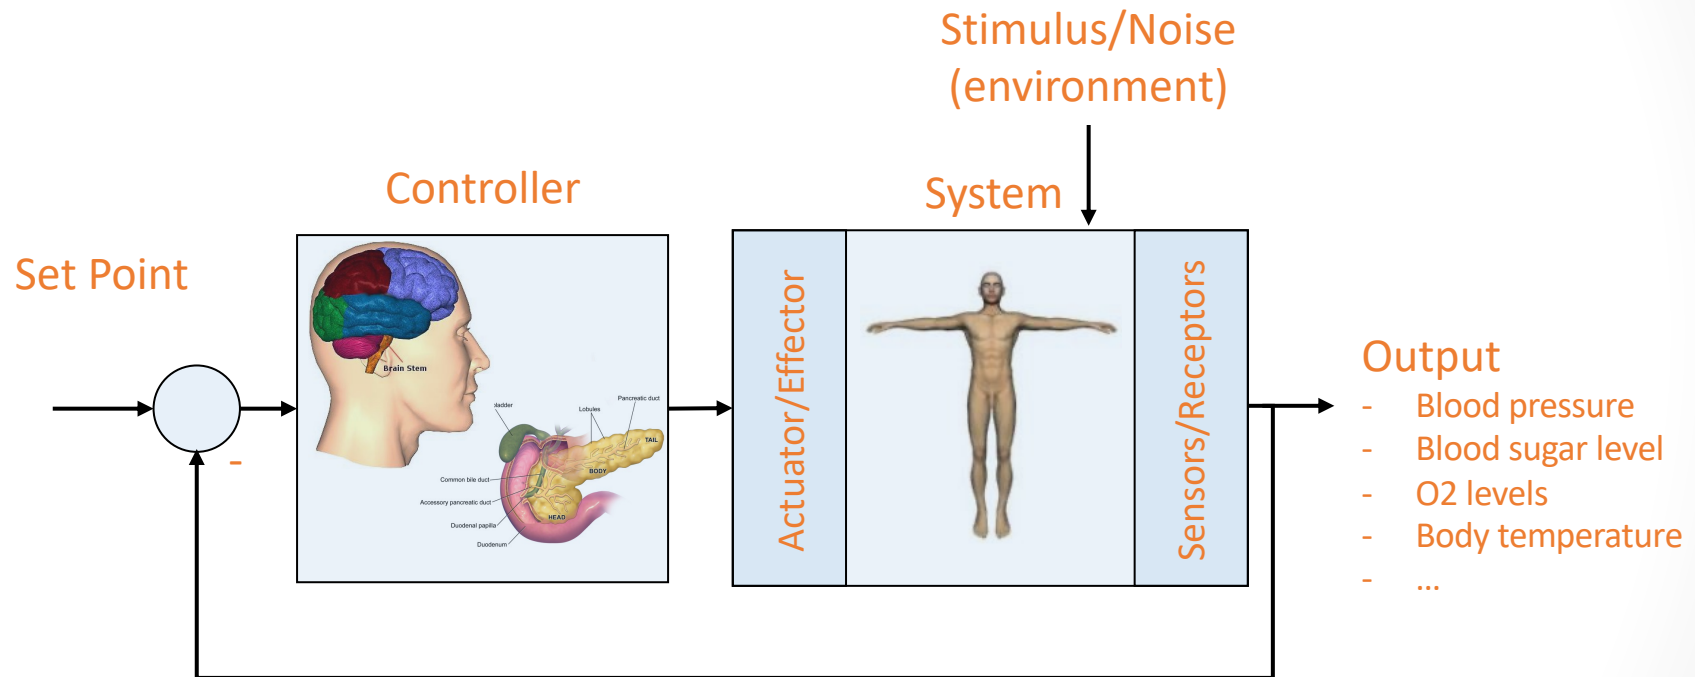 Stimulus/Noise
(environment)
Controller
System
Set Point
Actuator/Effector
Sensors/Receptors
Brain Stem
bladder
Lobules
Pancreatic duct
TAIL
BODY
Common bile duct
Accessory pancreatic duct
HEAD
Duodenal papilla
Duodenum
-
Output
- Blood pressure
- Blood sugar level
- O2 levels
- Body temperature
- ...